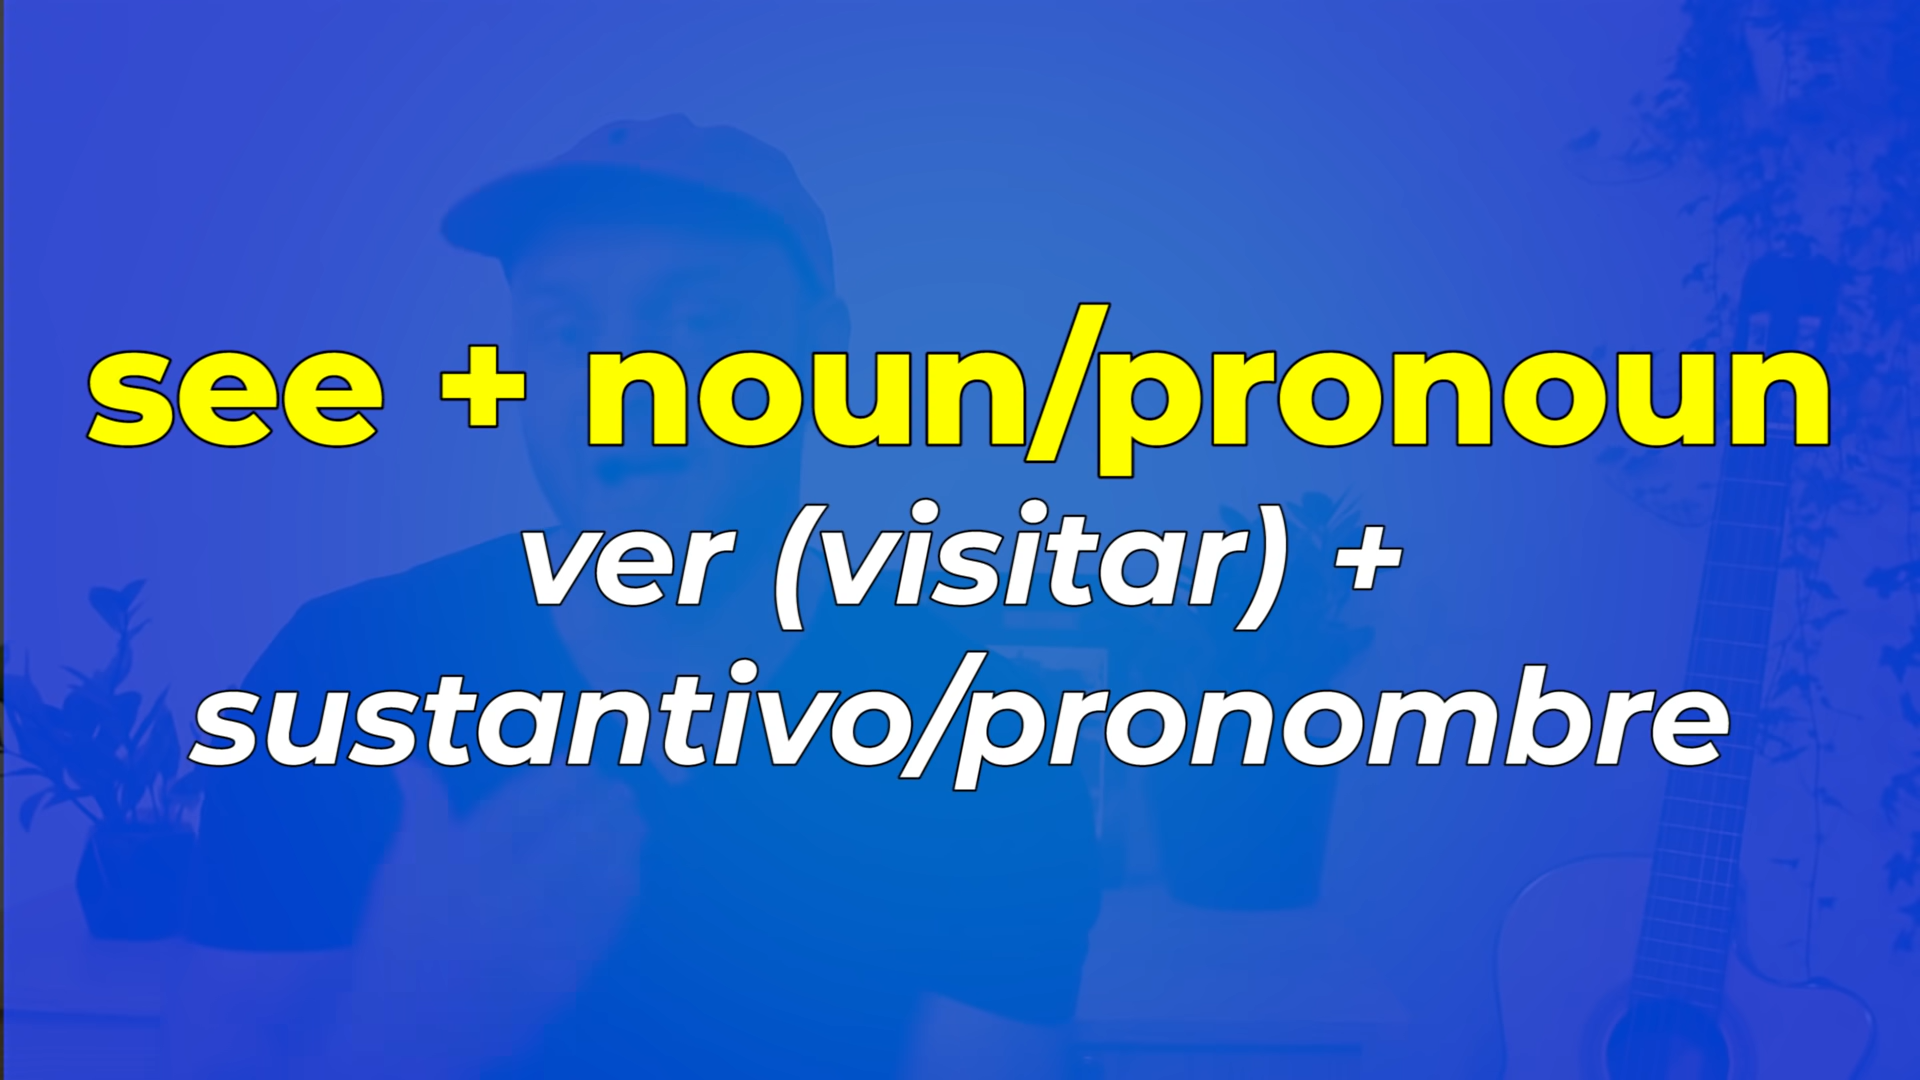 see + noun/pronoun
ver (visitar) +
sustantivo/pronombre